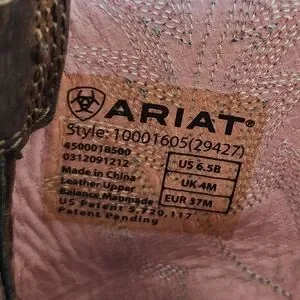 ARIAT®
Style: 10001605(29427)
4500018500
0312091212
Made in China
Leather Upper
Balance Manmade
US Patent 5,720,117
Patent Pending
US 6.5B
UK 4M
EUR 37M